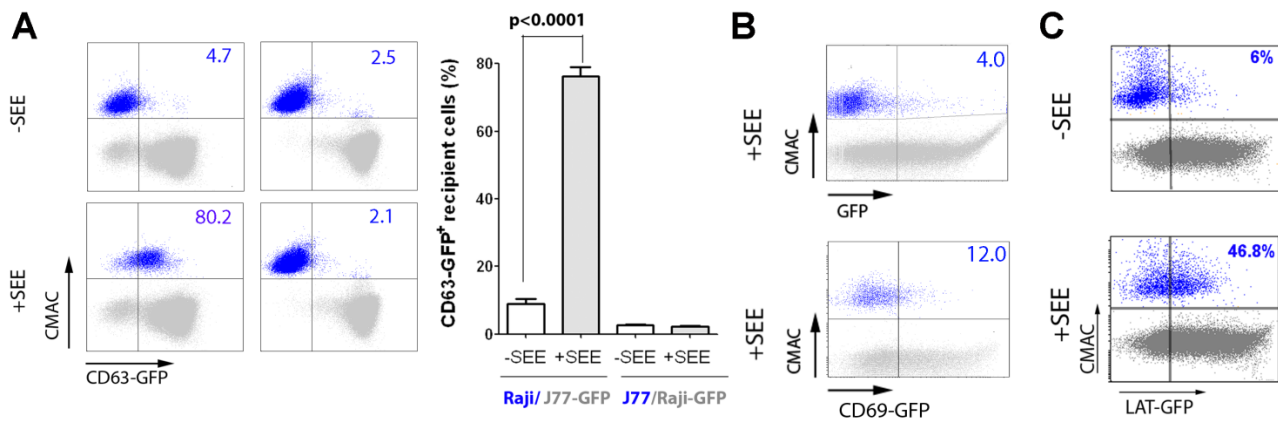 A
-SEE
4.7
2.5
+SEE
80.2
2.1
CMAC
CD63-GFP
p<0.0001
CD63-GFP+ recipient cells (%)
80
60
40
20
0
-SEE +SEE -SEE +SEE
Raji/J77-GFP J77/Raji-GFP
B
+SEE
CMAC
4.0
GFP
+SEE
CMAC
12.0
CD69-GFP
C
-SEE
6%
+SEE
CMAC
46.8%
LAT-GFP